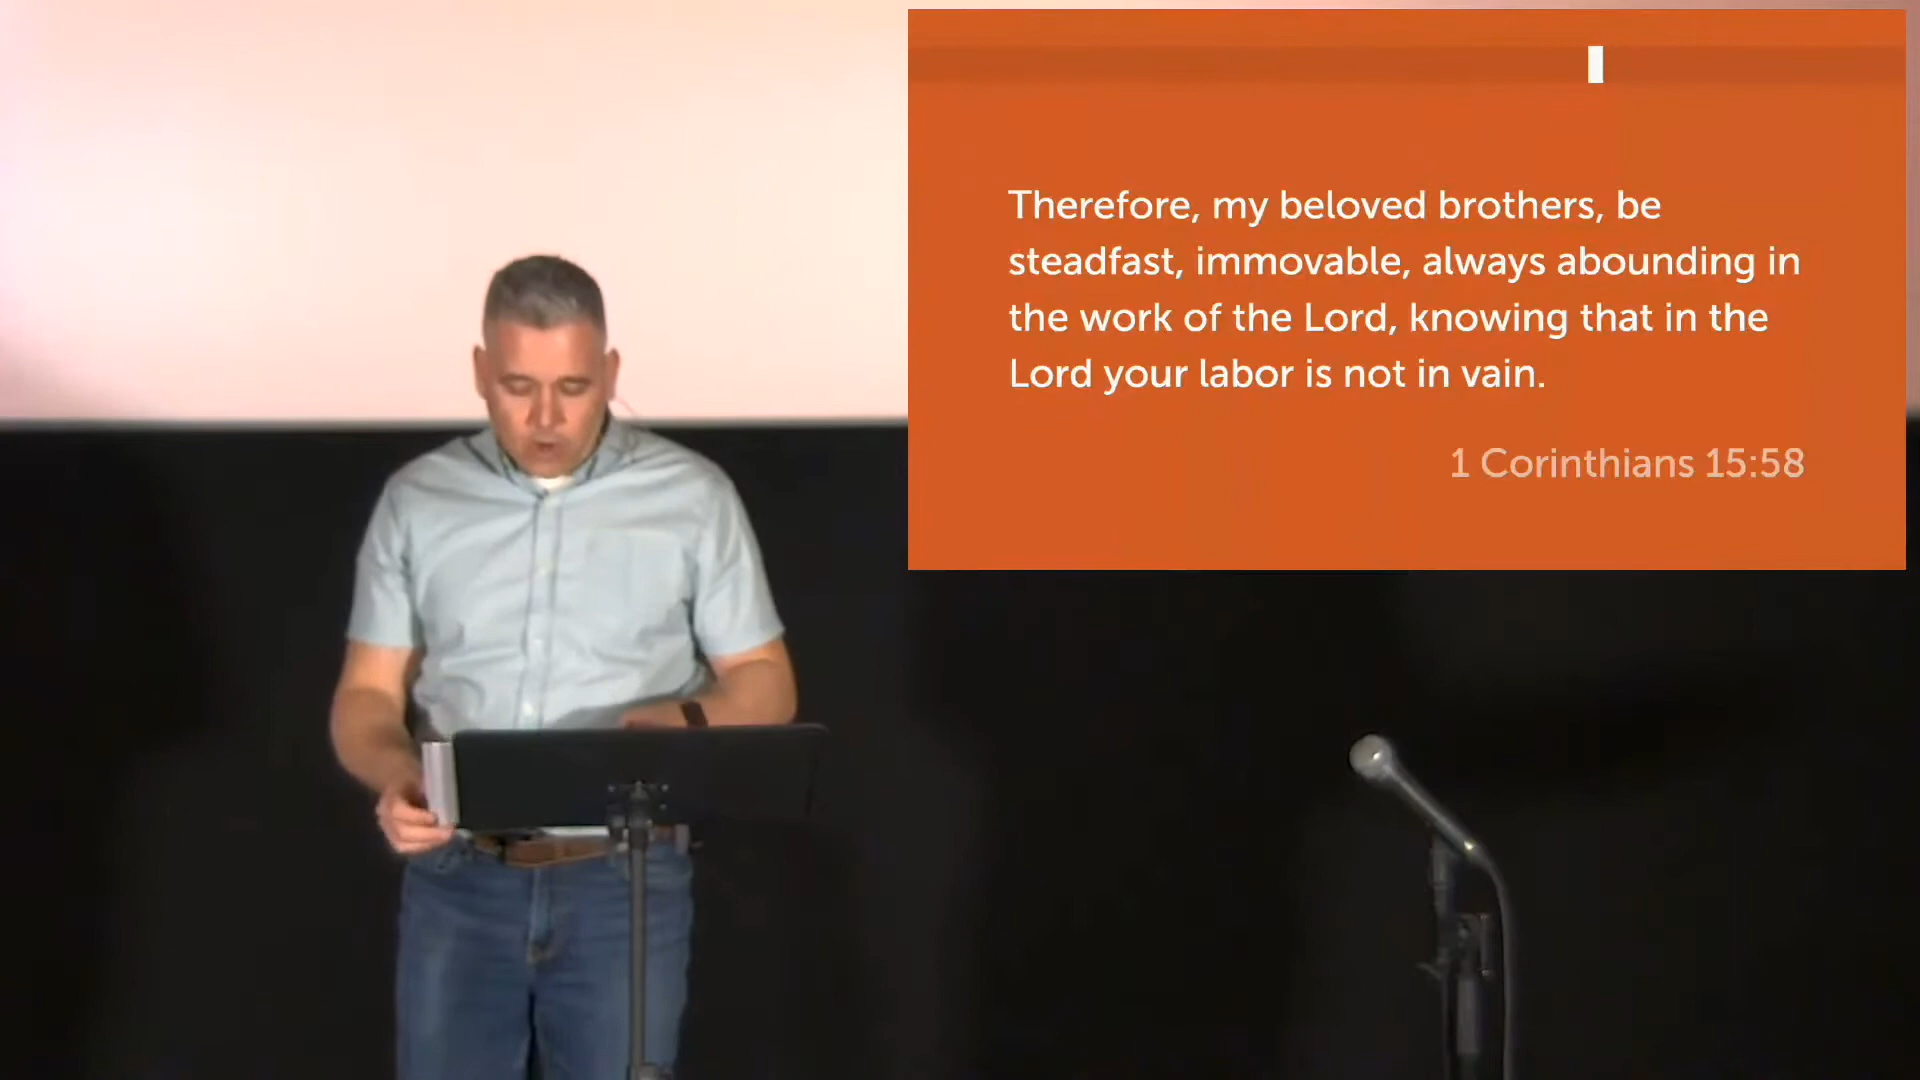 Therefore, my beloved brothers, be
steadfast, immovable, always abounding in
the work of the Lord, knowing that in the
Lord your labor is not in vain.
1 Corinthians 15:58